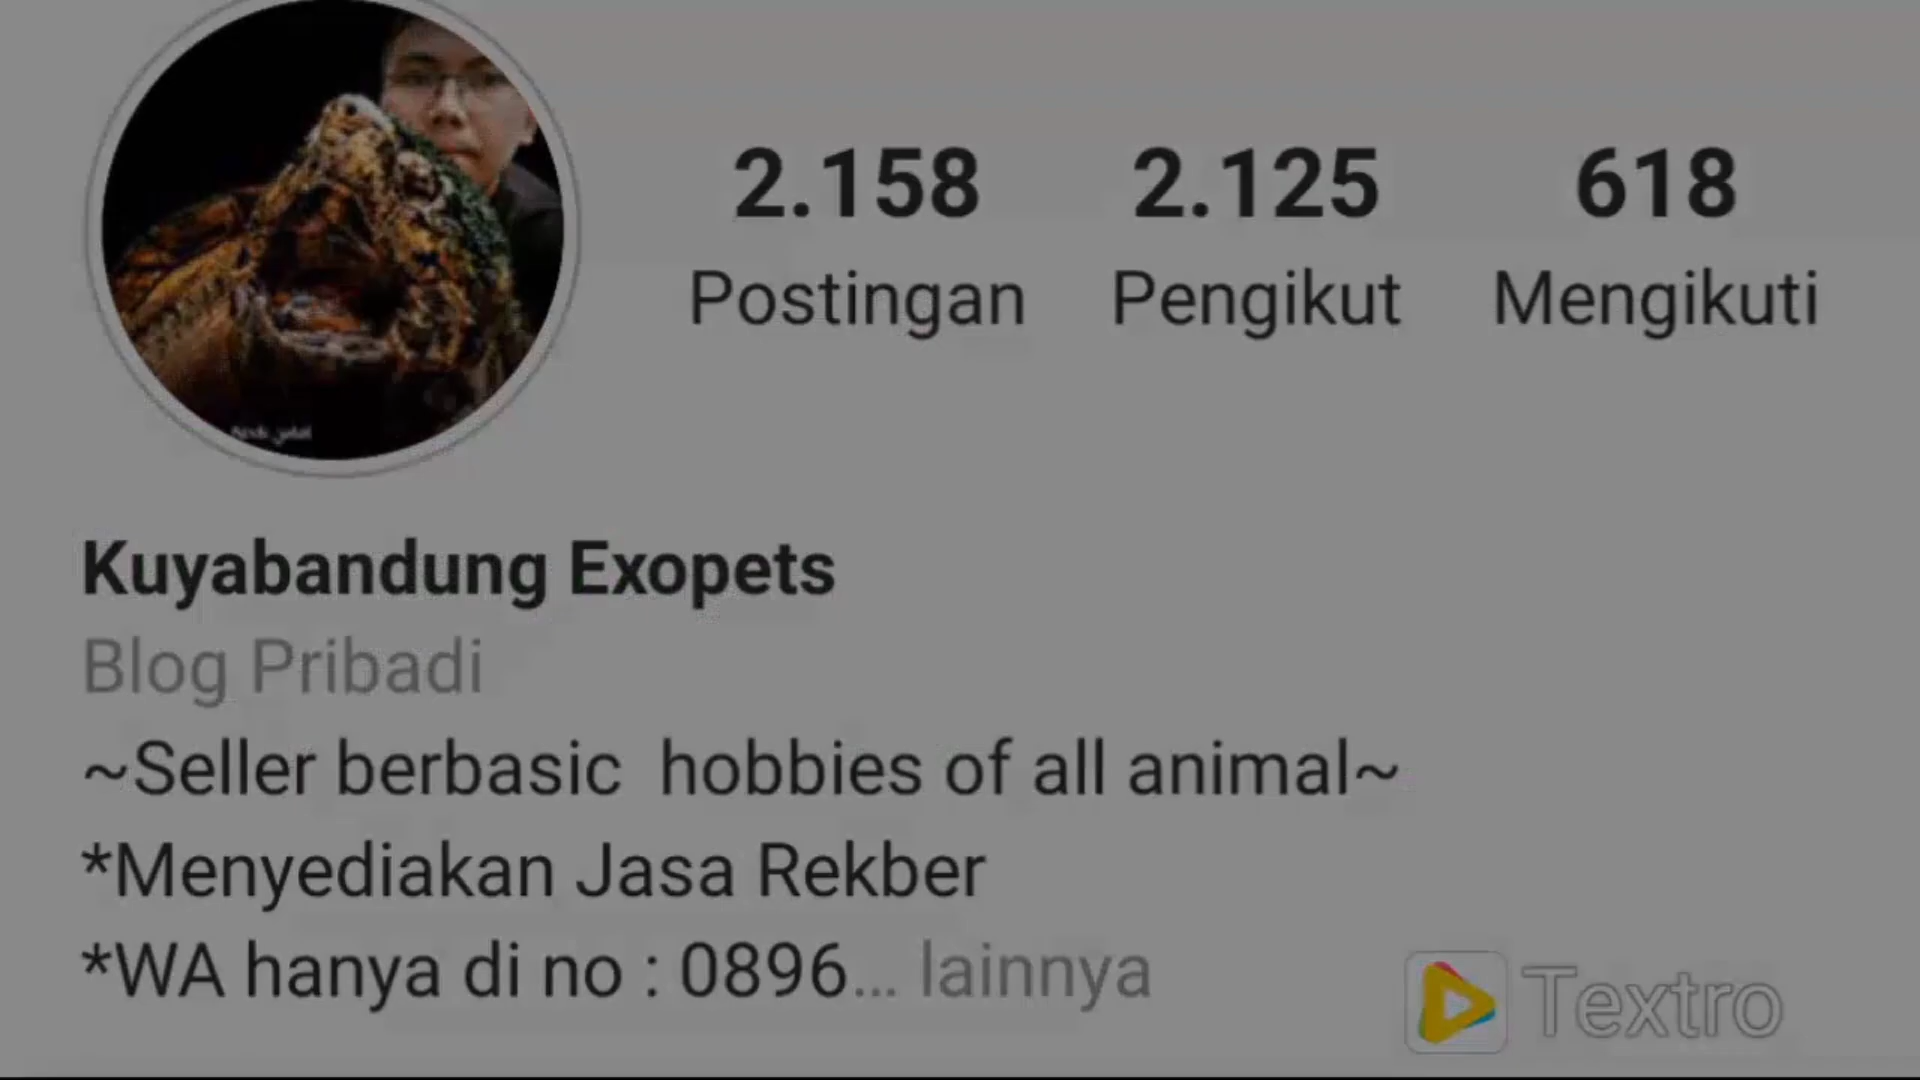 2.158 2.125 618
Postingan Pengikut Mengikuti
Kuyabandung Exopets
Blog Pribadi
~Seller berbasic hobbies of all animal~
*Menyediakan Jasa Rekber
*WA hanya di no : 0896... lainnya
Textro